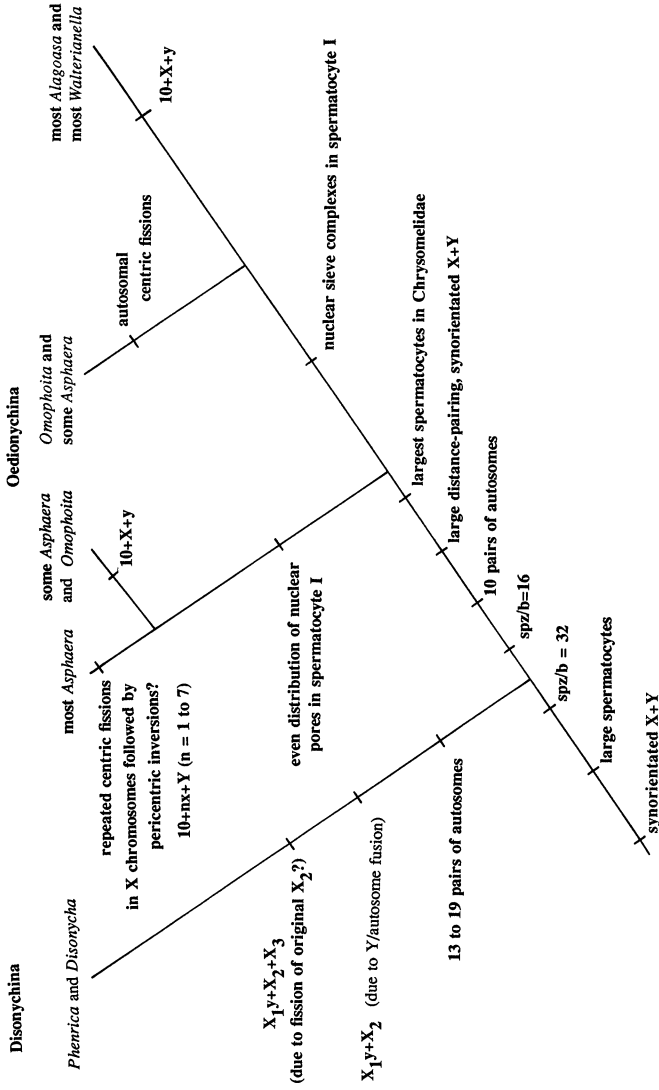 Disonychina
Phenrica and Disonycha
Oedionychina
most Asphaera
some Asphaera
and Omophoita
Omophoita and
some Asphaera
most Alagoasa and
most Walterianella
repeated centric fissions
in X chromosomes followed by
pericentric inversions?
10+nx+Y (n = 1 to 7)
10+X+y
autosomal
centric fissions
10+X+y
X₁y+X₂+X₃
(due to fission of original X₂?)
X₁y+X₂ (due to Y/autosome fusion)
13 to 19 pairs of autosomes
even distribution of nuclear
pores in spermatocyte I
nuclear sieve complexes in spermatocyte I
largest spermatocytes in Chrysomelidae
large distance-pairing, synorientated X+Y
10 pairs of autosomes
spz/b=16
spz/b = 32
large spermatocytes
synorientated X+Y